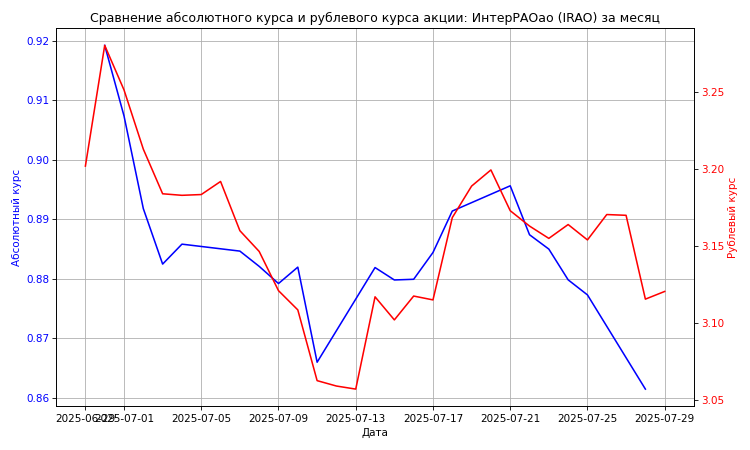 Сравнение абсолютного курса и рублевого курса акции: ИнтерРАОао (IRAO) за месяц
0.92
0.91
0.90
0.89
0.88
0.87
0.86
Абсолютный курс
3.25
3.20
3.15
3.10
3.05
Рублевый курс
2025-06-29 2025-07-01 2025-07-05 2025-07-09 2025-07-13 2025-07-17 2025-07-21 2025-07-25 2025-07-29
Дата